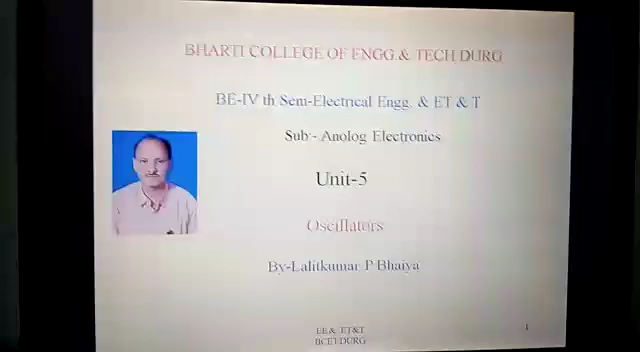 BHARTI COLLEGE OF ENGG.& TECH DURG
BE-IV th Sem-Electrical Engg. & ET & T
Sub:- Anolog Electronics
Unit-5
Oscillators
By-Lalitkumar P Bhaiya
EE& ET&T
BCET DURG
1